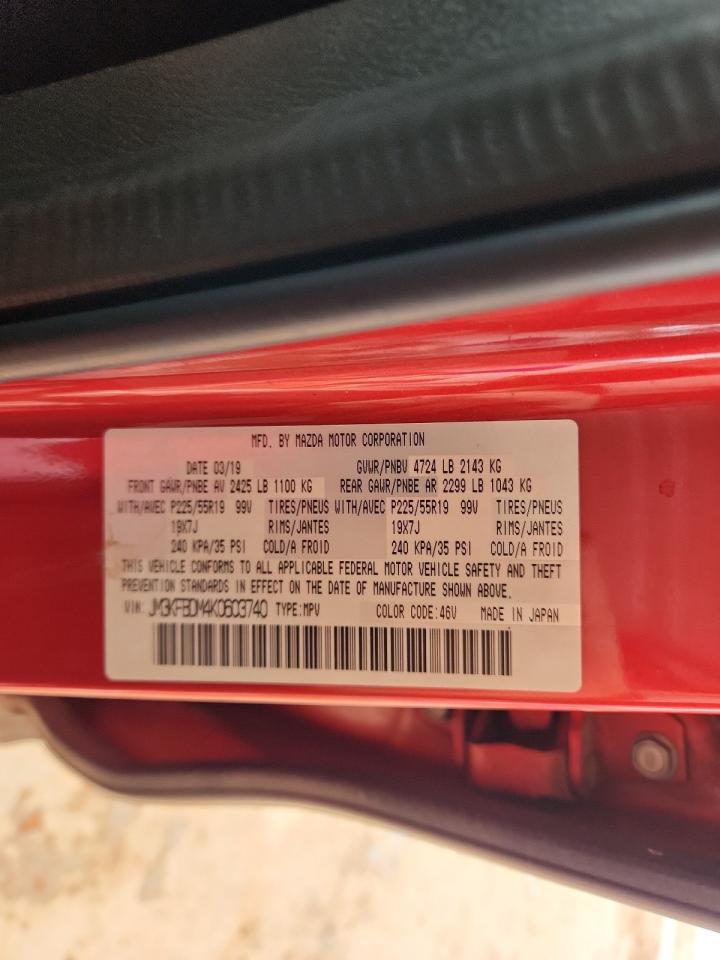 MFD. BY MAZDA MOTOR CORPORATION
DATE 03/19 GVWR/PNBV 4724 LB 2143 KG
FRONT GAWR/PNBE AV 2425 LB 1100 KG REAR GAWR/PNBE AR 2299 LB 1043 KG
WITH/AVEC P225/55R19 99V TIRES/PNEUS WITH/AVEC P225/55R19 99V TIRES/PNEUS
19X7J RIMS/JANTES 19X7J RIMS/JANTES
240 KPA/35 PSI COLD/A FROID 240 KPA/35 PSI COLD/A FROID
THIS VEHICLE CONFORMS TO ALL APPLICABLE FEDERAL MOTOR VEHICLE SAFETY AND THEFT
PREVENTION STANDARDS IN EFFECT ON THE DATE OF MANUFACTURE SHOWN ABOVE.
VIN: JM3KFBDM4K0603740 TYPE:MPV COLOR CODE:46V MADE IN JAPAN